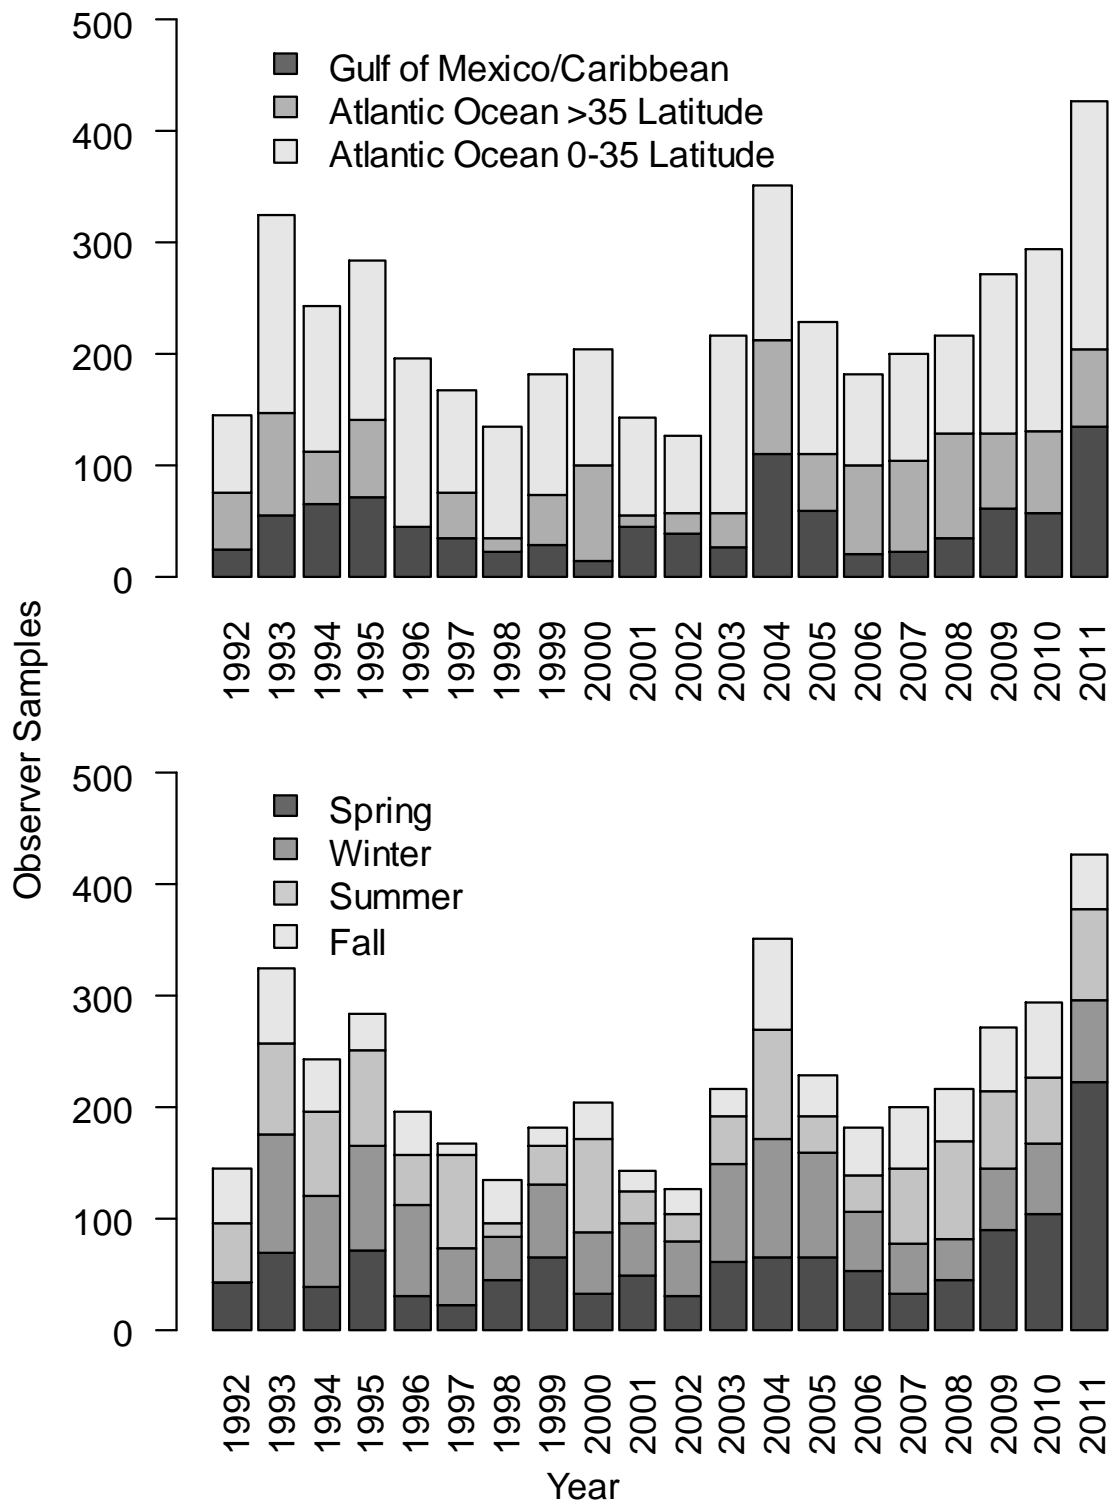 500
400
300
200
100
0
Gulf of Mexico/Caribbean
Atlantic Ocean >35 Latitude
Atlantic Ocean 0-35 Latitude
1992 1993 1994 1995 1996 1997 1998 1999 2000 2001 2002 2003 2004 2005 2006 2007 2008 2009 2010 2011
Observer Samples
500
400
300
200
100
0
Spring
Winter
Summer
Fall
1992 1993 1994 1995 1996 1997 1998 1999 2000 2001 2002 2003 2004 2005 2006 2007 2008 2009 2010 2011
Year